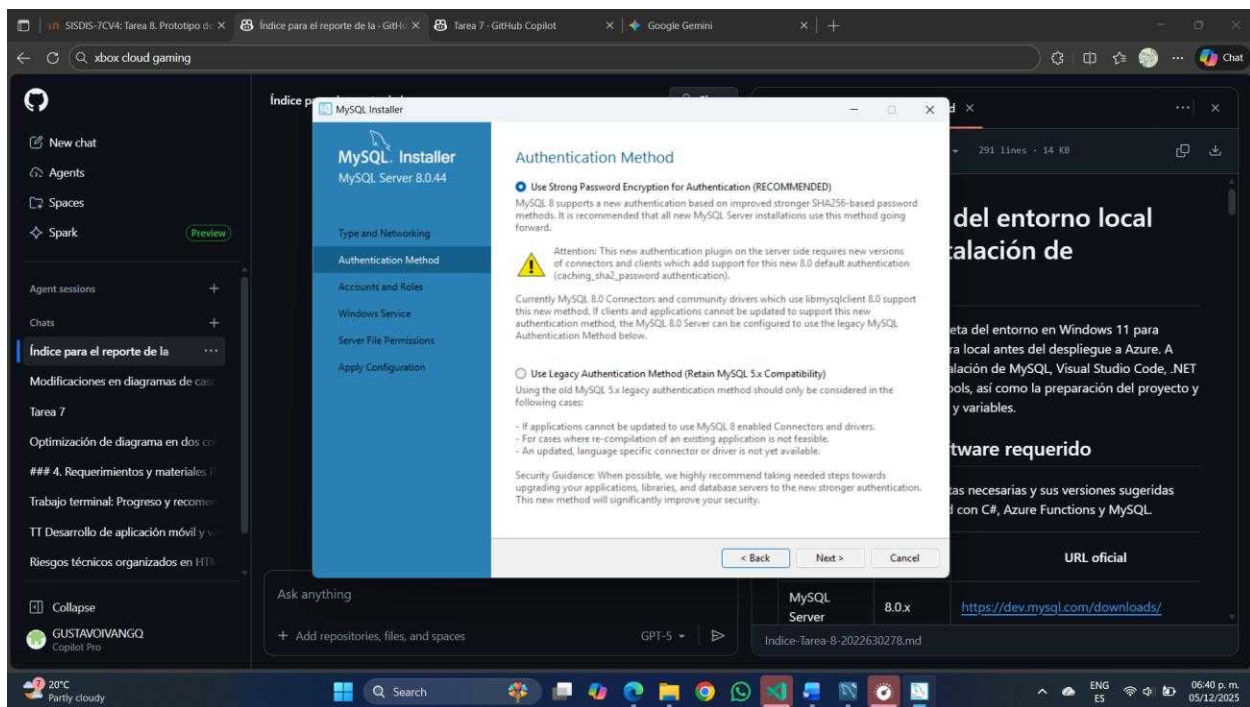 SISDIS-7CV4: Tarea 8. Prototipo de
Índice para el reporte de la · GitHu
Tarea 7 · GitHub Copilot
Google Gemini
xbox cloud gaming
Chat
New chat
Agents
Spaces
Spark
Preview
Agent sessions
Chats
Índice para el reporte de la
Modificaciones en diagramas de cas
Tarea 7
Optimización de diagrama en dos co
### 4. Requerimientos y materiales P
Trabajo terminal: Progreso y recomen
TT Desarrollo de aplicación móvil y
Riesgos técnicos organizados en HTM
Collapse
GUSTAVOIVANGQ
Copilot Pro
Índice p
MySQL Installer
MySQL. Installer
MySQL Server 8.0.44
Type and Networking
Authentication Method
Accounts and Roles
Windows Service
Server File Permissions
Apply Configuration
Authentication Method
Use Strong Password Encryption for Authentication (RECOMMENDED)
MySQL 8 supports a new authentication based on improved stronger SHA256-based password
methods. It is recommended that all new MySQL Server installations use this method going
forward.
Attention: This new authentication plugin on the server side requires new versions
of connectors and clients which add support for this new 8.0 default authentication
(caching_sha2_password authentication).
Currently MySQL 8.0 Connectors and community drivers which use libmysqlclient 8.0 support
this new method. If clients and applications cannot be updated to support this new
authentication method, the MySQL 8.0 Server can be configured to use the legacy MySQL
Authentication Method below.
Use Legacy Authentication Method (Retain MySQL 5.x Compatibility)
Using the old MySQL 5.x legacy authentication method should only be considered in the
following cases:
- If applications cannot be updated to use MySQL 8 enabled Connectors and drivers.
- For cases where re-compilation of an existing application is not feasible.
- An updated, language specific connector or driver is not yet available.
Security Guidance: When possible, we highly recommend taking needed steps towards
upgrading your applications, libraries, and database servers to the new stronger authentication.
This new method will significantly improve your security.
< Back
Next >
Cancel
Ask anything
Add repositories, files, and spaces
GPT-5
291 lines · 14 KB
del entorno local
talación de
eta del entorno en Windows 11 para
ra local antes del despliegue a Azure. A
alación de MySQL, Visual Studio Code, .NET
ools, así como la preparación del proyecto y
y variables.
tware requerido
tas necesarias y sus versiones sugeridas
d con C#, Azure Functions y MySQL.
URL oficial
MySQL
Server
8.0.x
https://dev.mysql.com/downloads/
Indice-Tarea-8-2022630278.md
20°C
Partly cloudy
Search
ENG
ES
06:40 p. m.
05/12/2025